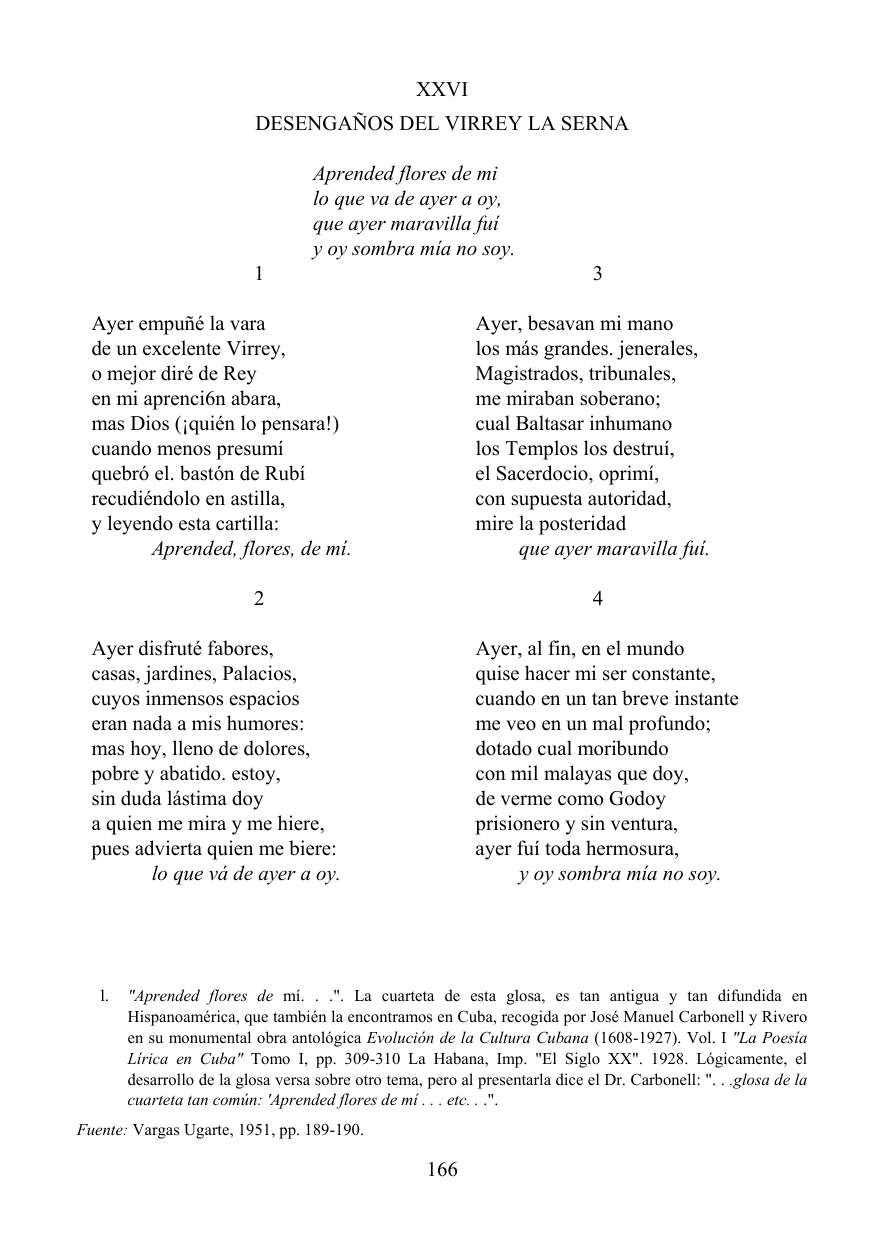 XXVI
DESENGAÑOS DEL VIRREY LA SERNA
Aprended flores de mi
lo que va de ayer a oy,
que ayer maravilla fuí
y oy sombra mía no soy.
1
Ayer empuñé la vara
de un excelente Virrey,
o mejor diré de Rey
en mi aprenci6n abara,
mas Dios (¡quién lo pensara!)
cuando menos presumí
quebró el. bastón de Rubí
recudiéndolo en astilla,
y leyendo esta cartilla:
Aprended, flores, de mí.
2
Ayer disfruté fabores,
casas, jardines, Palacios,
cuyos inmensos espacios
eran nada a mis humores:
mas hoy, lleno de dolores,
pobre y abatido. estoy,
sin duda lástima doy
a quien me mira y me hiere,
pues advierta quien me biere:
lo que vá de ayer a oy.
3
Ayer, besavan mi mano
los más grandes. jenerales,
Magistrados, tribunales,
me miraban soberano;
cual Baltasar inhumano
los Templos los destruí,
el Sacerdocio, oprimí,
con supuesta autoridad,
mire la posteridad
que ayer maravilla fuí.
4
Ayer, al fin, en el mundo
quise hacer mi ser constante,
cuando en un tan breve instante
me veo en un mal profundo;
dotado cual moribundo
con mil malayas que doy,
de verme como Godoy
prisionero y sin ventura,
ayer fuí toda hermosura,
y oy sombra mía no soy.
l. "Aprended flores de mí. . .". La cuarteta de esta glosa, es tan antigua y tan difundida en
Hispanoamérica, que también la encontramos en Cuba, recogida por José Manuel Carbonell y Rivero
en su monumental obra antológica Evolución de la Cultura Cubana (1608-1927). Vol. I "La Poesía
Lírica en Cuba" Tomo I, pp. 309-310 La Habana, Imp. "El Siglo XX". 1928. Lógicamente, el
desarrollo de la glosa versa sobre otro tema, pero al presentarla dice el Dr. Carbonell: ". . .glosa de la
cuarteta tan común: 'Aprended flores de mí . . . etc. . .".
Fuente: Vargas Ugarte, 1951, pp. 189-190.
166